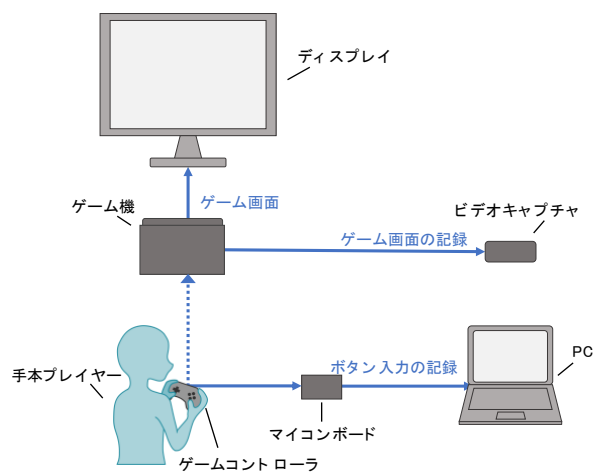 ディスプレイ
ゲーム画面
ゲーム機
ビデオキャプチャ
ゲーム画面の記録
手本プレイヤー
ボタン入力の記録
PC
マイコンボード
ゲームコントローラ